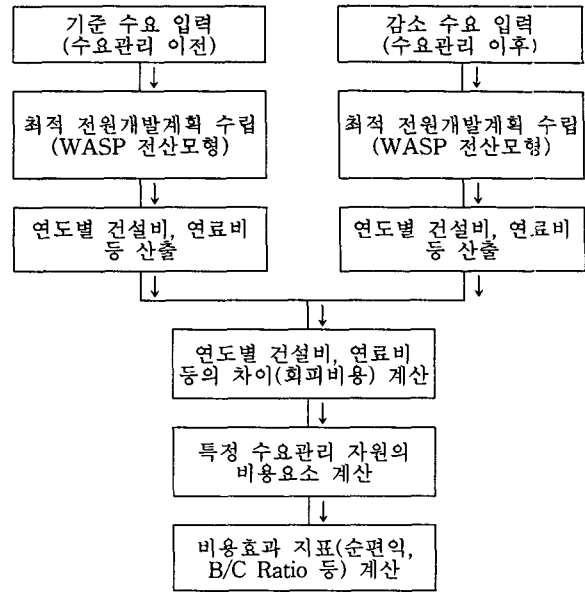 기준 수요 입력
(수요관리 이전)
↓
최적 전원개발계획 수립
(WASP 전산모형)
↓
연도별 건설비, 연료비
등 산출
↓
감소 수요 입력
(수요관리 이후)
↓
최적 전원개발계획 수립
(WASP 전산모형)
↓
연도별 건설비, 연료비
등 산출
↓
↓
연도별 건설비, 연료비
등의 차이(회피비용) 계산
↓
특정 수요관리 자원의
비용요소 계산
↓
비용효과 지표(순편익,
B/C Ratio 등) 계산